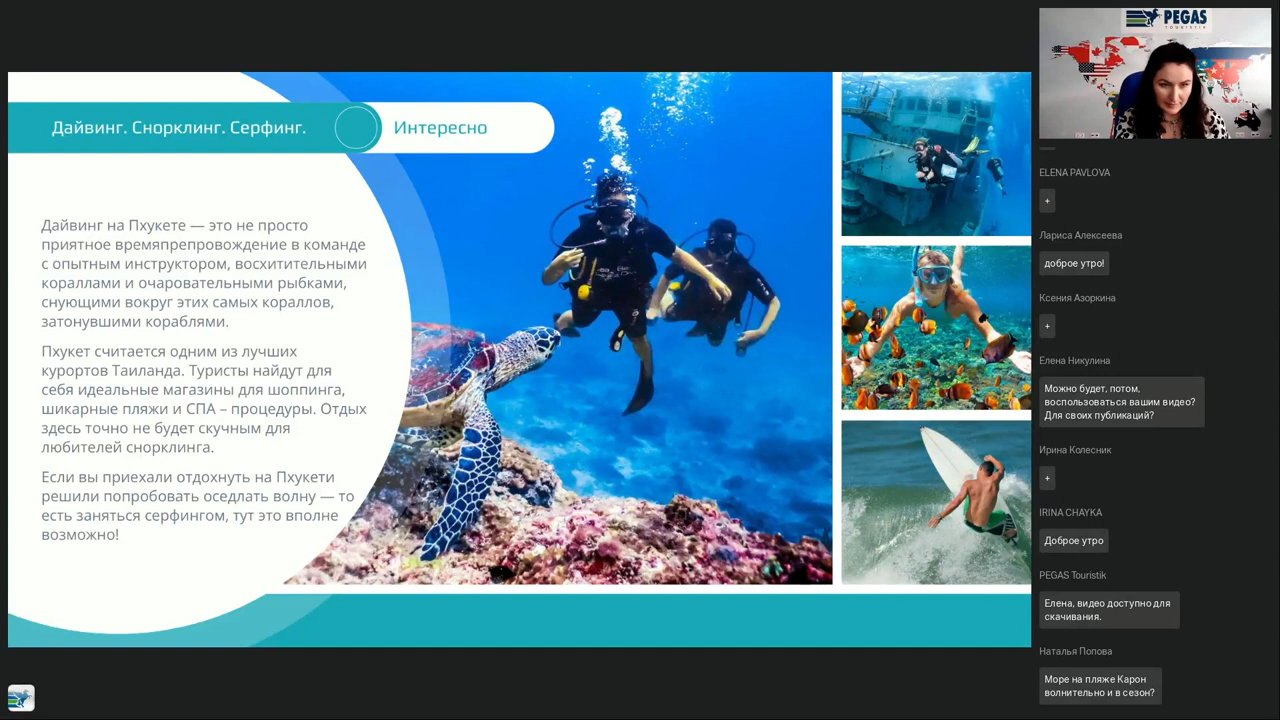 Дайвинг. Снорклинг. Серфинг.
Интересно
Дайвинг на Пхукете — это не просто
приятное времяпрепровождение в команде
с опытным инструктором, восхитительными
кораллами и очаровательными рыбками,
снующими вокруг этих самых кораллов,
затонувшими кораблями.
Пхукет считается одним из лучших
курортов Таиланда. Туристы найдут для
себя идеальные магазины для шоппинга,
шикарные пляжи и СПА – процедуры. Отдых
здесь точно не будет скучным для
любителей снорклинга.
Если вы приехали отдохнуть на Пхукети
решили попробовать оседлать волну — то
есть заняться серфингом, тут это вполне
возможно!
PEGAS
TOURISTIK
ELENA PAVLOVA
+
Лариса Алексеева
доброе утро!
Ксения Азоркина
+
Елена Никулина
Можно будет, потом,
воспользоваться вашим видео?
Для своих публикаций?
Ирина Колесник
+
IRINA CHAYKA
Доброе утро
PEGAS Touristik
Елена, видео доступно для
скачивания.
Наталья Попова
Море на пляже Карон
волнительно и в сезон?